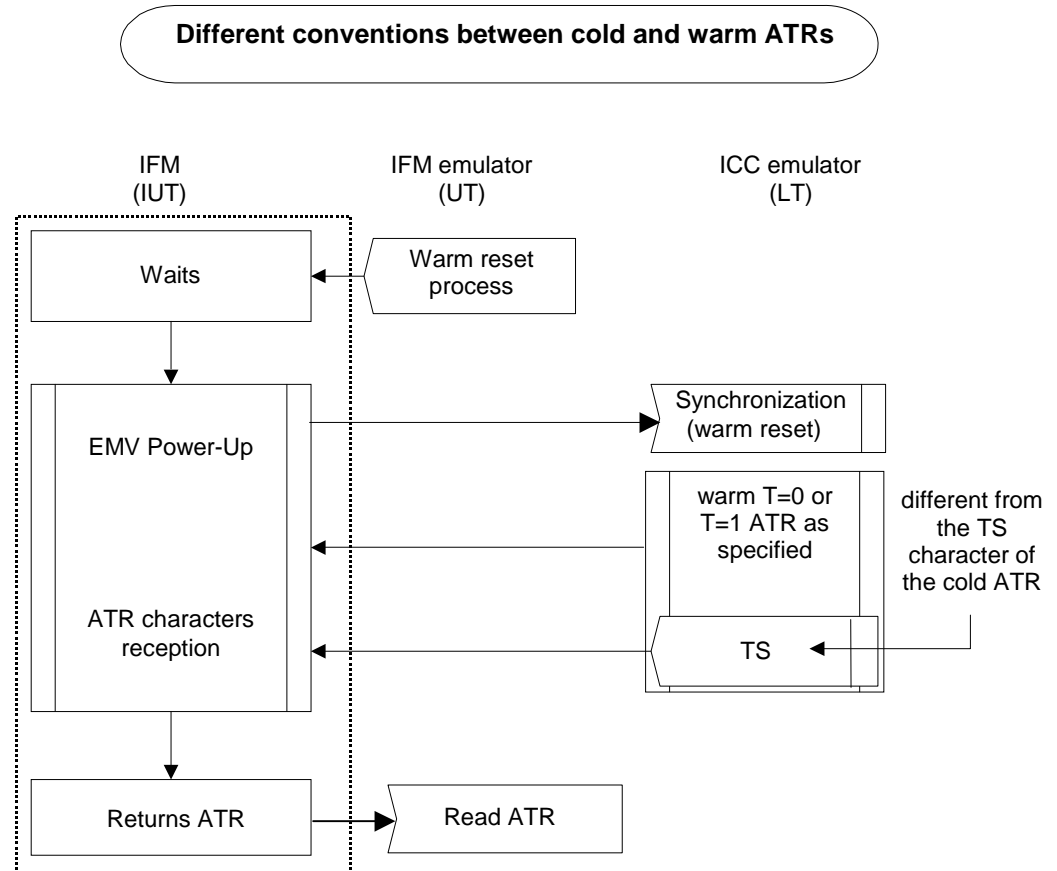 Different conventions between cold and warm ATRs
IFM
(IUT)
IFM emulator
(UT)
ICC emulator
(LT)
Waits
Warm reset
process
EMV Power-Up
Synchronization
(warm reset)
warm T=0 or
T=1 ATR as
specified
different from
the TS
character of
the cold ATR
ATR characters
reception
TS
Returns ATR
Read ATR